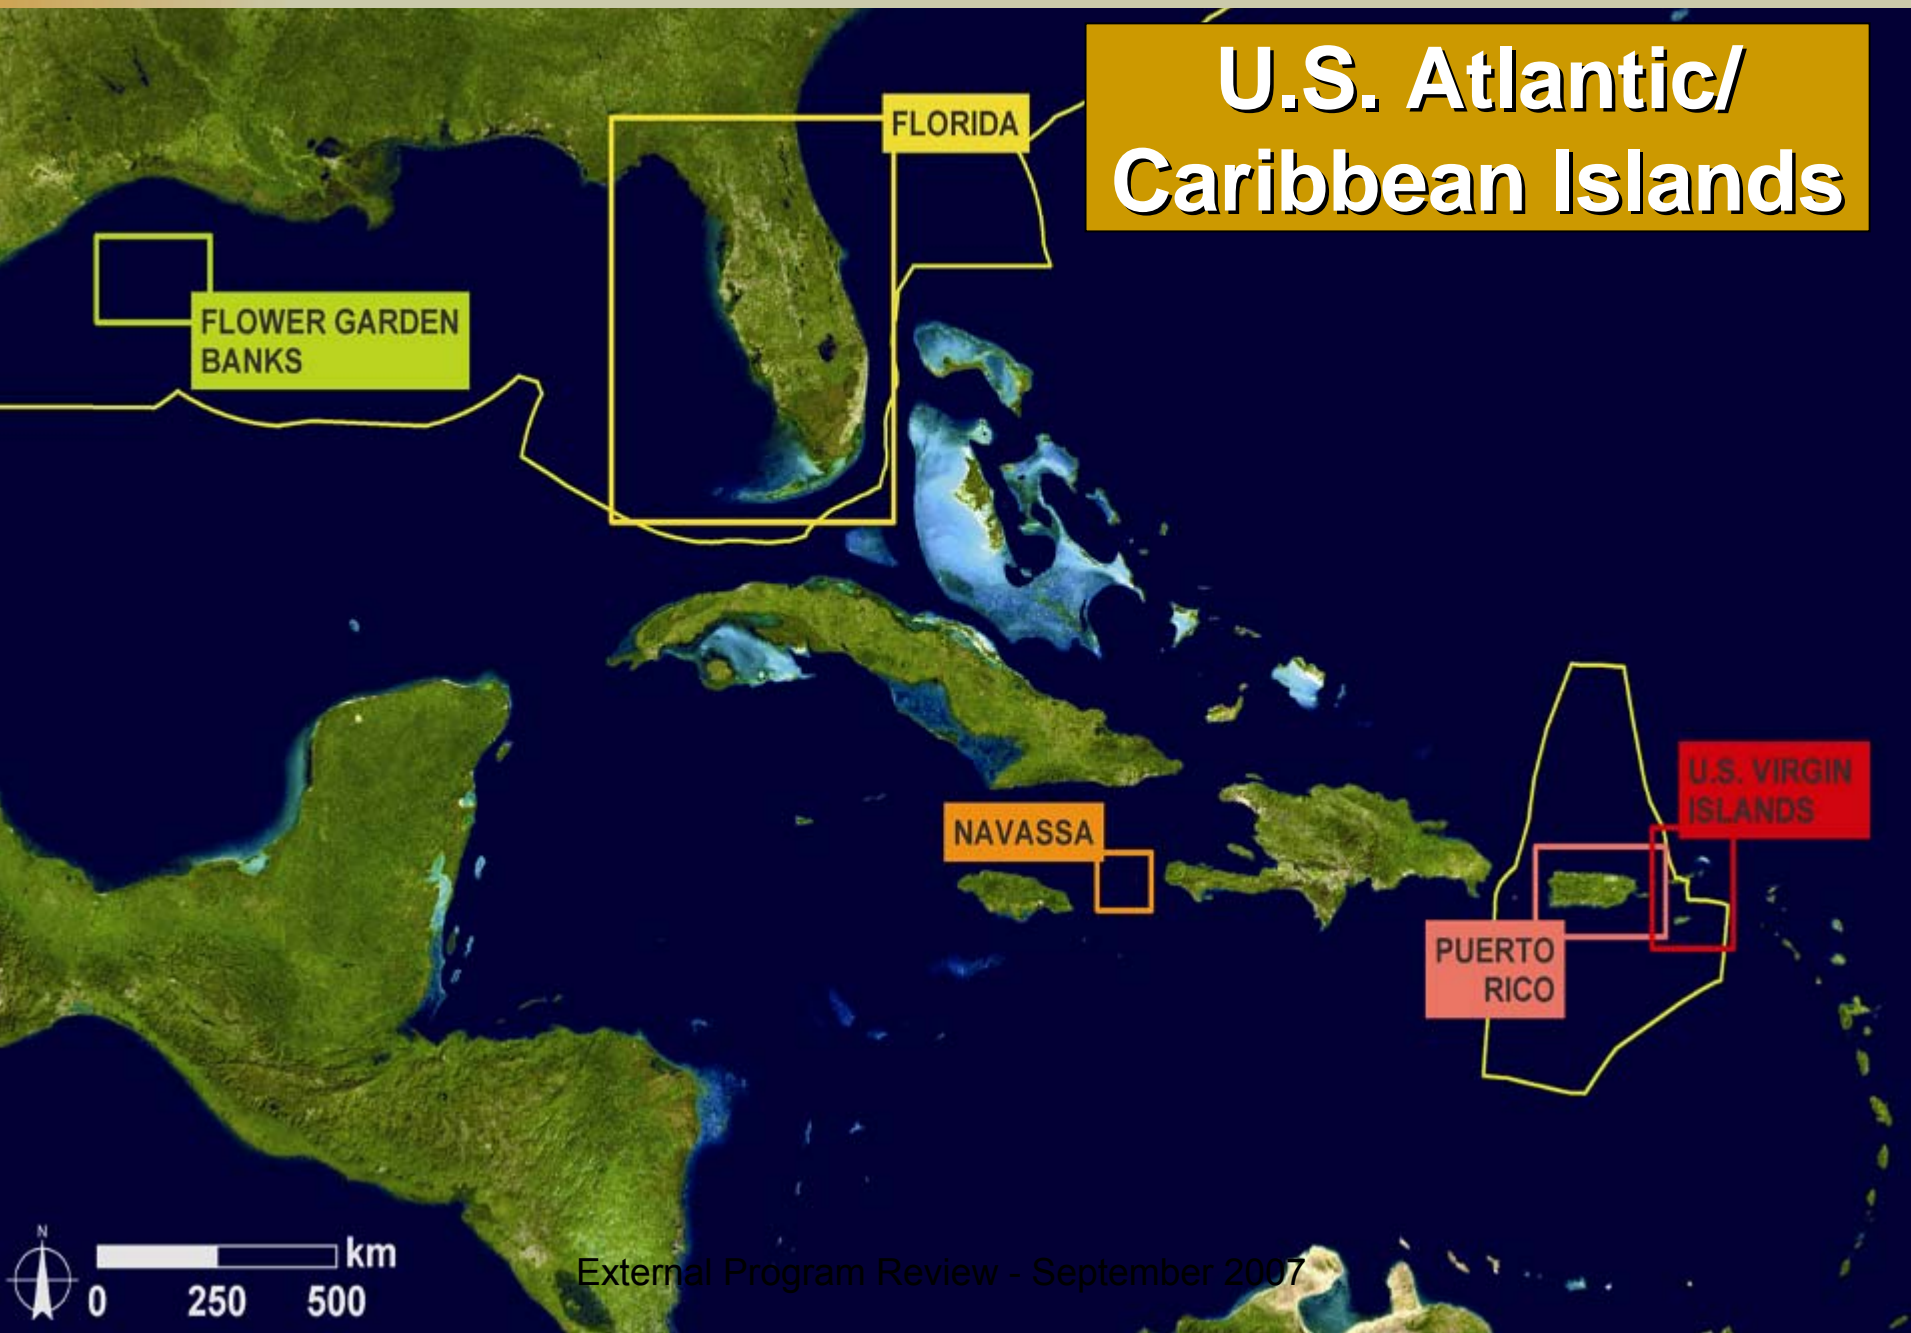 U.S. Atlantic/
Caribbean Islands
FLORIDA
FLOWER GARDEN
BANKS
U.S. VIRGIN
ISLANDS
NAVASSA
PUERTO
RICO
N
km
0 250 500
External Program Review - September 2007